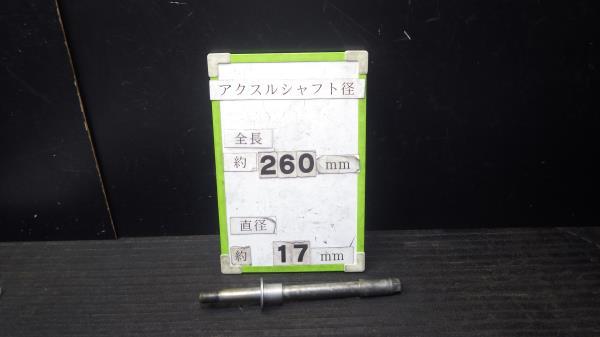 アクスルシャフト径
全長
約 260 mm
直径
約 17 mm